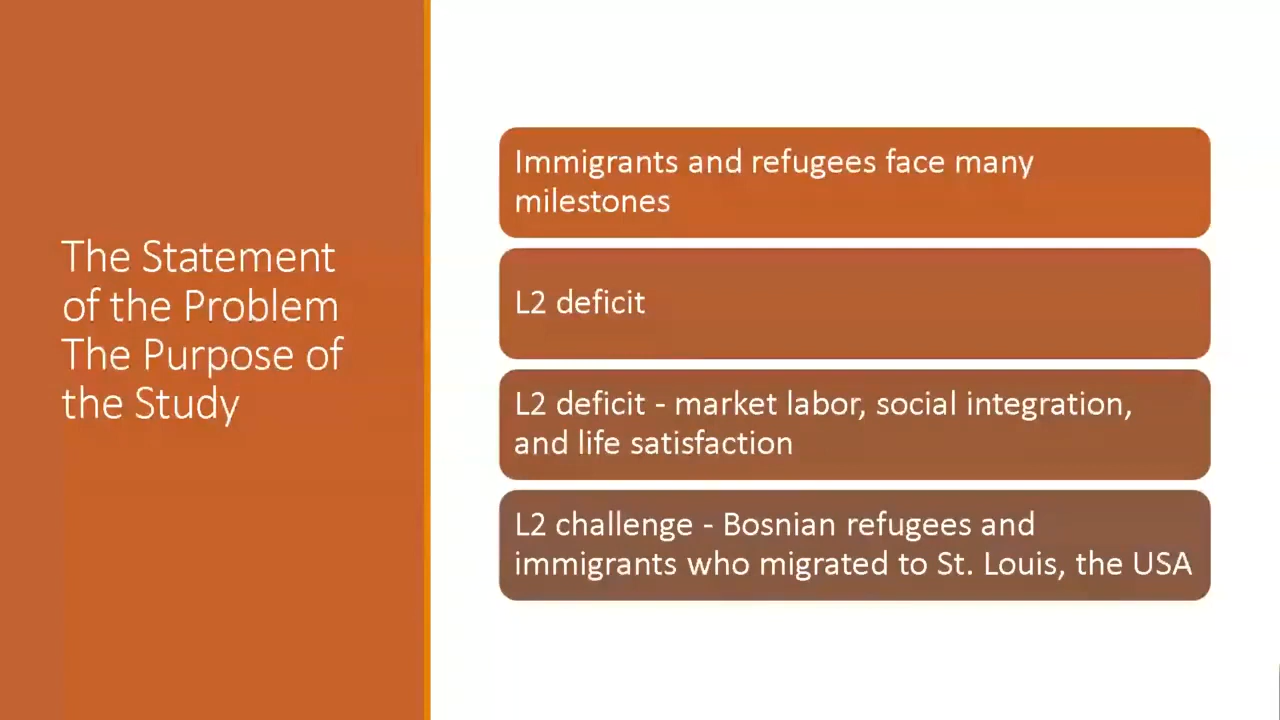 The Statement
of the Problem
The Purpose of
the Study
Immigrants and refugees face many
milestones
L2 deficit
L2 deficit - market labor, social integration,
and life satisfaction
L2 challenge - Bosnian refugees and
immigrants who migrated to St. Louis, the USA